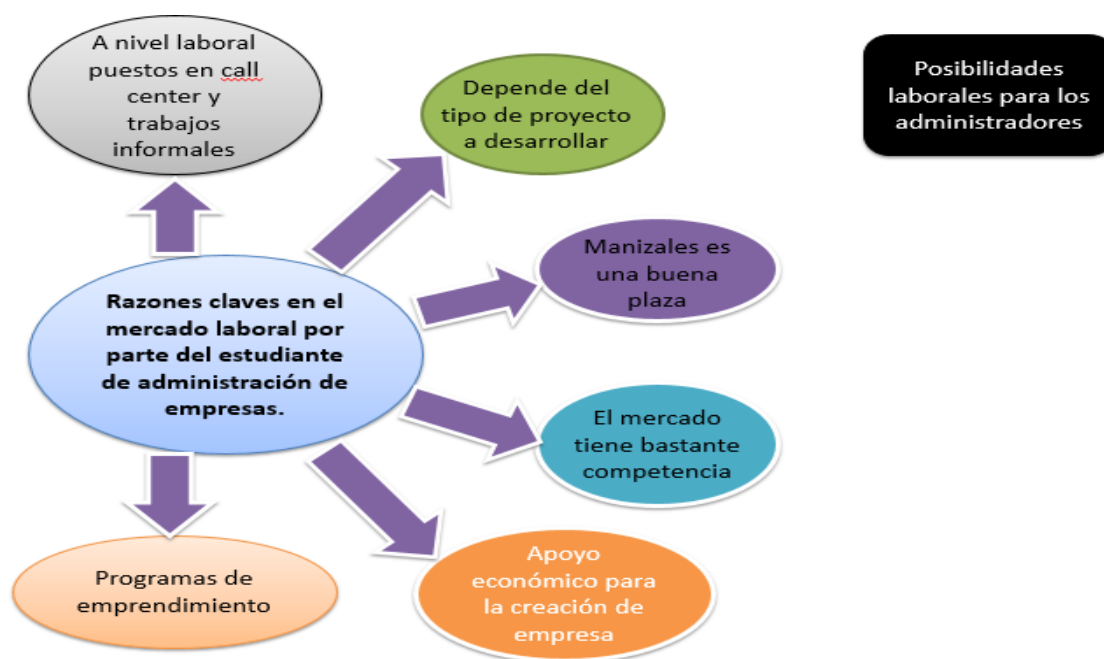 A nivel laboral
puestos en call
center y
trabajos
informales
Depende del
tipo de proyecto
a desarrollar
Posibilidades
laborales para los
administradores
Manizales es
una buena
plaza
Razones claves en el
mercado laboral por
parte del estudiante
de administración de
empresas.
El mercado
tiene bastante
competencia
Apoyo
económico para
la creación de
empresa
Programas de
emprendimiento